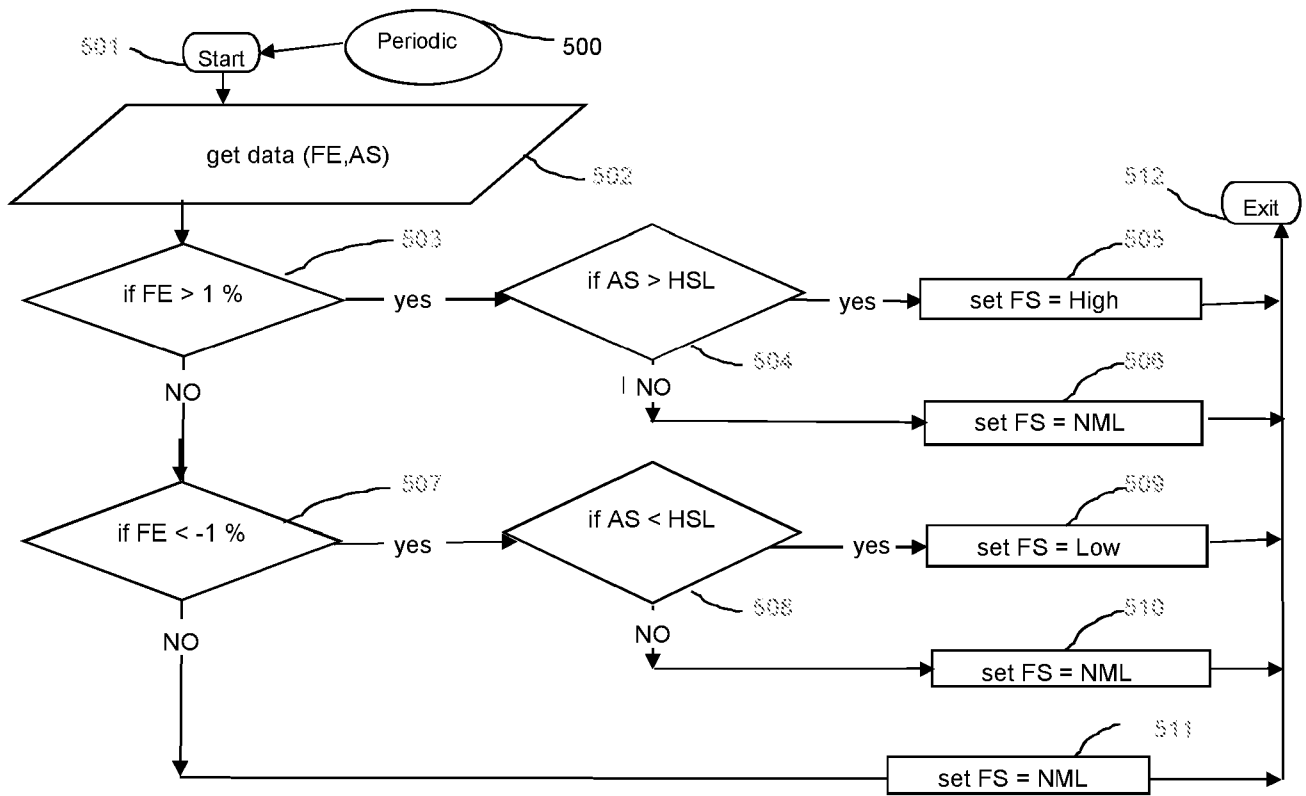 501
Start
Periodic
500
get data (FE,AS)
502
512
Exit
503
if FE > 1 %
yes
if AS > HSL
yes
505
set FS = High
504
NO
NO
506
set FS = NML
507
if FE < -1 %
yes
if AS < HSL
yes
509
set FS = Low
508
NO
NO
510
set FS = NML
511
set FS = NML